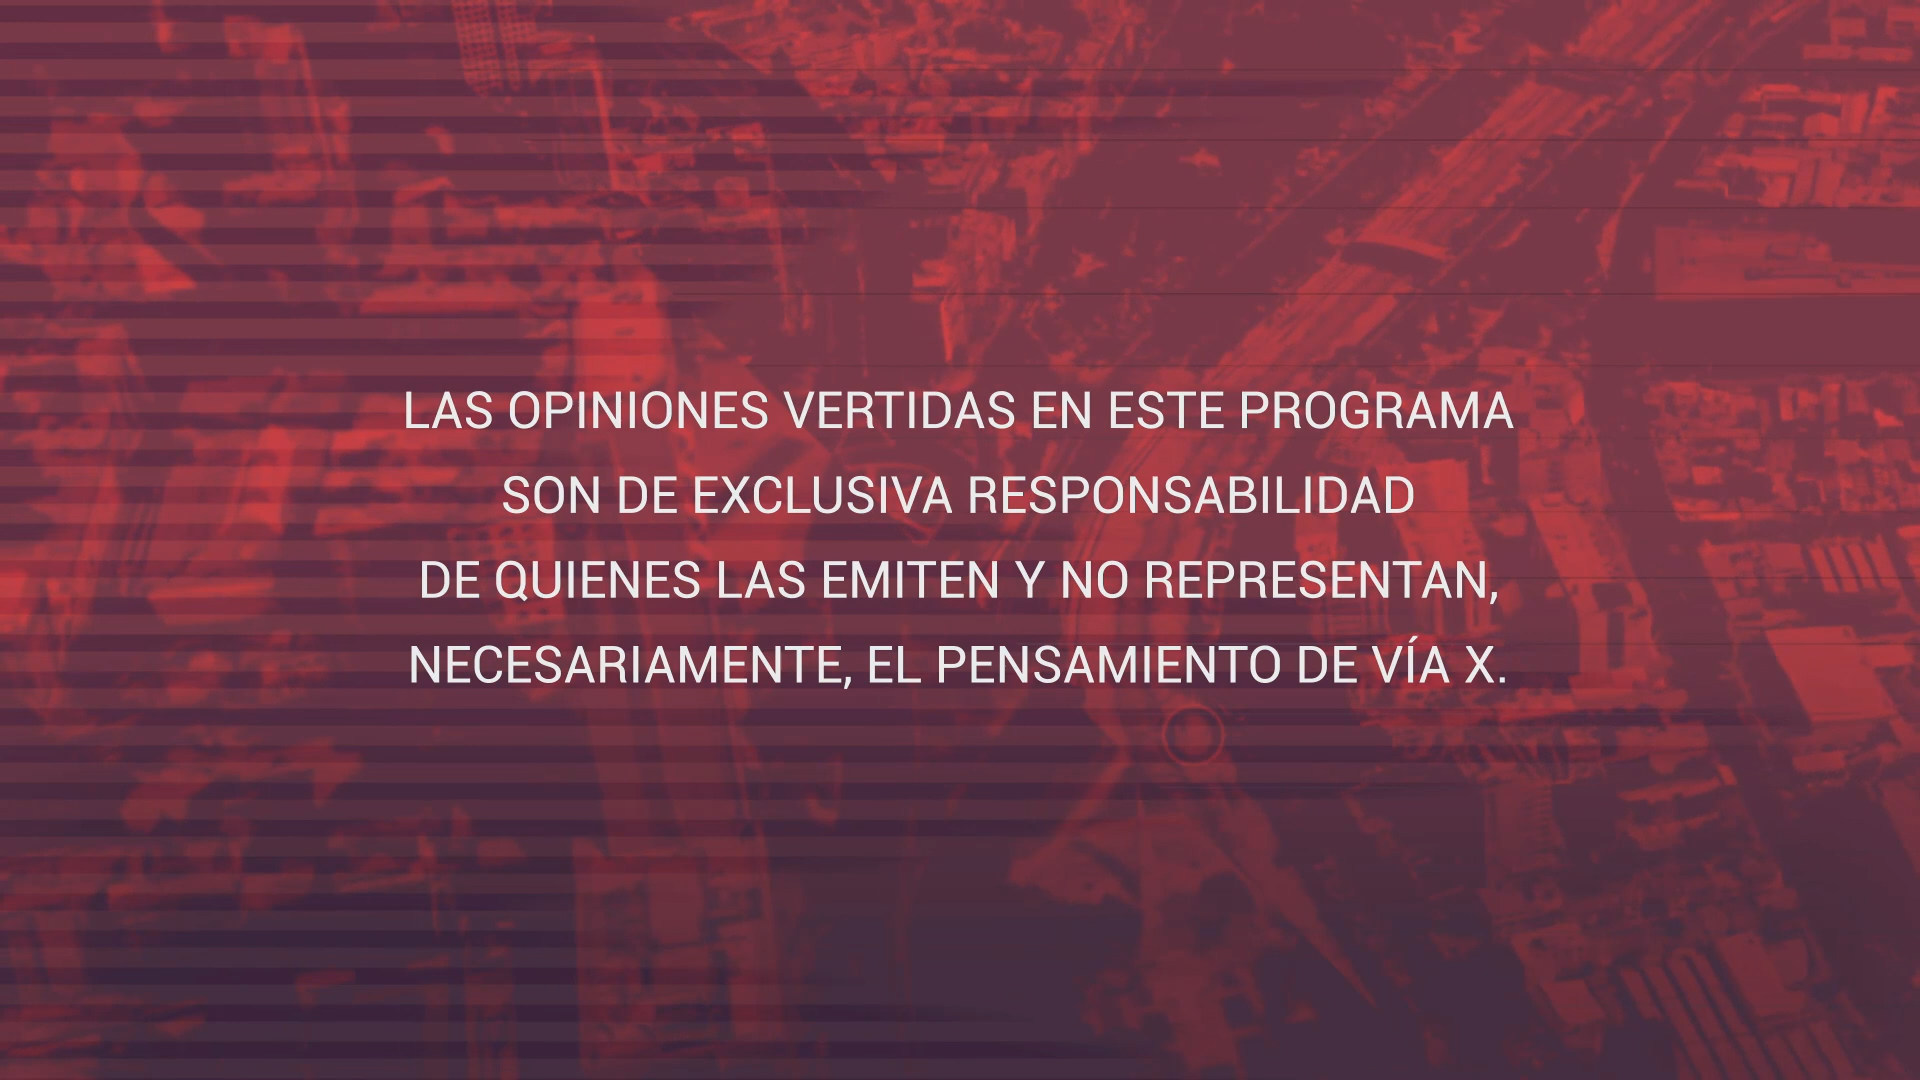 LAS OPINIONES VERTIDAS EN ESTE PROGRAMA
SON DE EXCLUSIVA RESPONSABILIDAD
DE QUIENES LAS EMITEN Y NO REPRESENTAN,
NECESARIAMENTE, EL PENSAMIENTO DE VÍA X.